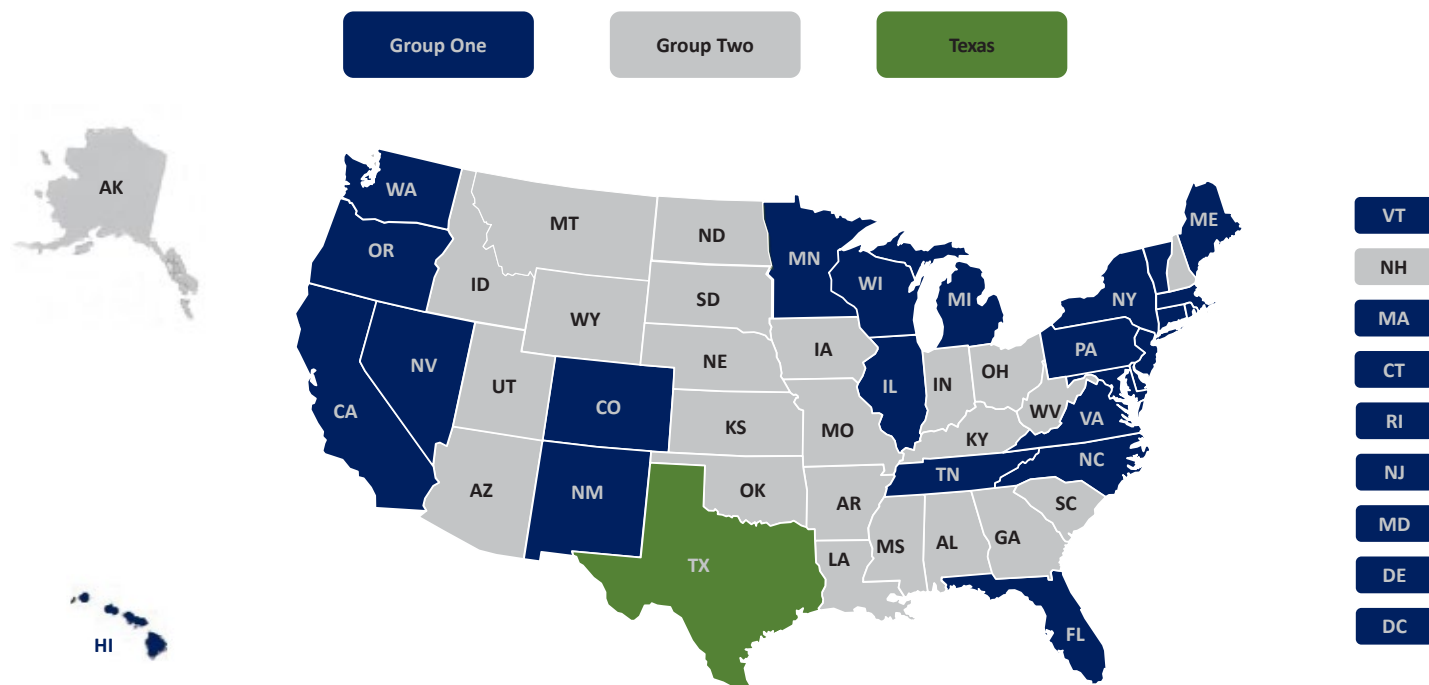 Group One
Group Two
Texas
AK
WA
ME
VT
MT
ND
OR
MN
NH
ID
SD
WI
MI
NY
WY
MA
IA
PA
NE
NV
OH
CT
UT
IL
IN
CO
CA
WV
VA
RI
KS
MO
KY
NC
TN
NJ
AZ
NM
OK
AR
SC
MD
GA
AL
MS
LA
TX
DE
FL
DC
HI